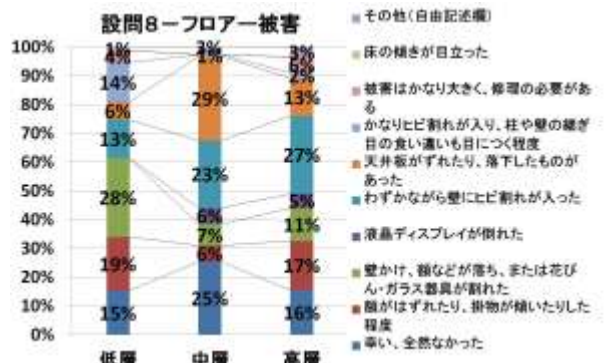 設問8－フロアー被害
100%
90%
80%
70%
60%
50%
40%
30%
20%
10%
0%
1%
4%
14%
6%
13%
28%
19%
15%
3%
1%
29%
23%
6%
7%
6%
25%
3%
2%
13%
27%
5%
11%
17%
16%
低層
中層
高層
その他（自由記述欄）
床の傾きが目立った
被害はかなり大きく、修理の必要があ
る
かなりヒビ割れが入り、柱や壁の継ぎ
目の食い違いも目につく程度
天井板がずれたり、落下したものが
あった
わずかながら壁にヒビ割れが入った
液晶ディスプレイが倒れた
壁かけ、額などが落ち、または花び
ん・ガラス器具が割れた
額がはずれたり、掛物が傾いたりした
程度
幸い、全然なかった